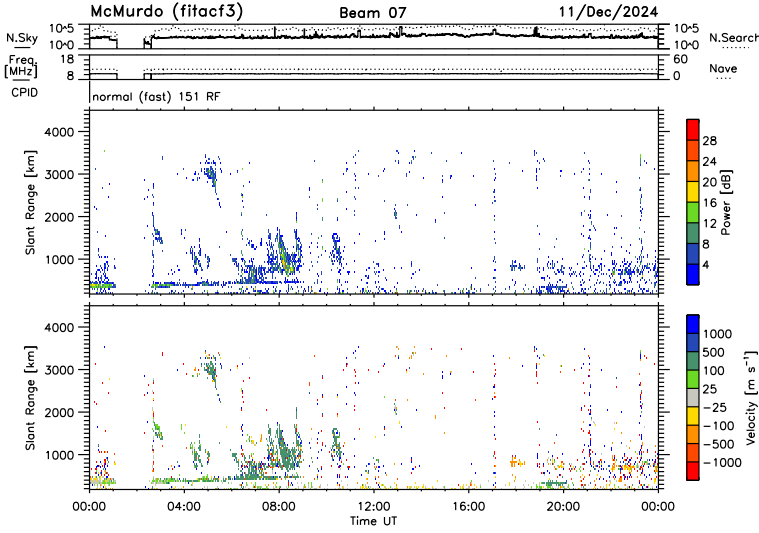 McMurdo (fitacf3) Beam 07 11/Dec/2024
N.Sky 10^5 10^0 10^5 10^0 N.Search
Freq. [MHz] 18 8 60 0 Nave
CPID normal (fast) 151 RF
Slant Range [km] 4000 3000 2000 1000
Power [dB] 28 24 20 16 12 8 4
Slant Range [km] 4000 3000 2000 1000
Velocity [m s⁻¹] 1000 500 100 25 −25 −100 −500 −1000
00:00 04:00 08:00 12:00 16:00 20:00 00:00
Time UT